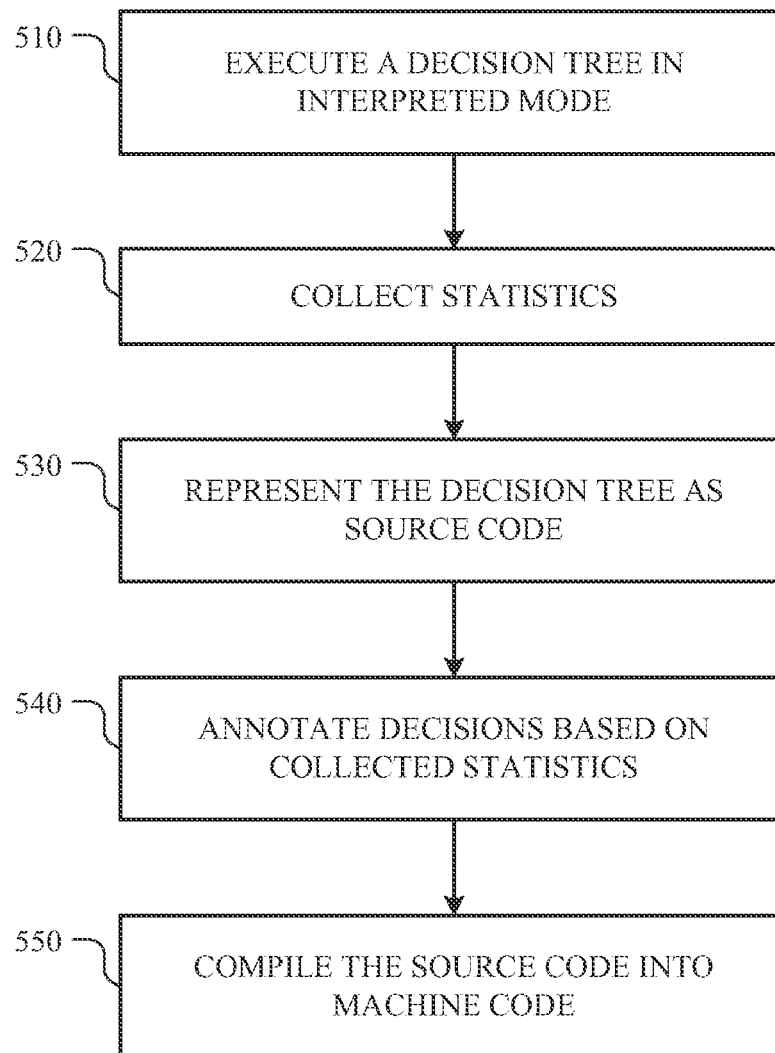 510
EXECUTE A DECISION TREE IN
INTERPRETED MODE
520
COLLECT STATISTICS
530
REPRESENT THE DECISION TREE AS
SOURCE CODE
540
ANNOTATE DECISIONS BASED ON
COLLECTED STATISTICS
550
COMPILE THE SOURCE CODE INTO
MACHINE CODE